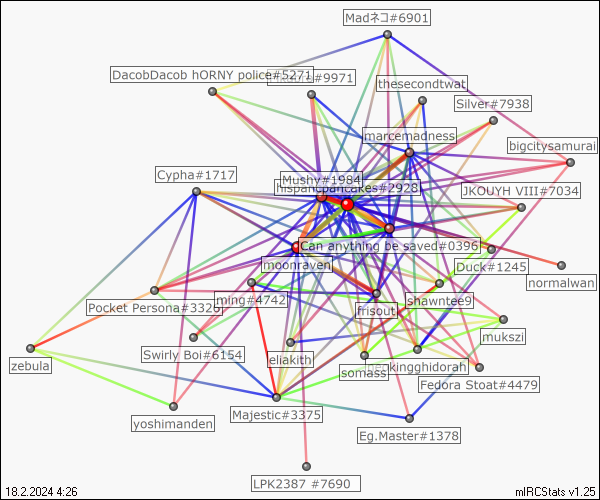 Madネコ#6901
DacobDacob hORNY police#5271
#9971
thesecondtwat
Silver#7938
marcemadness
bigcitysamurai
Cypha#1717
Mushy#1984
hispanicpancakes#2928
JKOUYH VIII#7034
Can anything be saved#0396
moonraven
Duck#1245
normalwan
Pocket Persona#3320
ming#4742
shawntee9
frisout
mukszi
Swirly Boi#6154
eliakith
zebula
somass
kingghidorah
Fedora Stoat#4479
yoshimanden
Majestic#3375
Eg.Master#1378
LPK2387 #7690
18.2.2024 4:26
mIRCStats v1.25